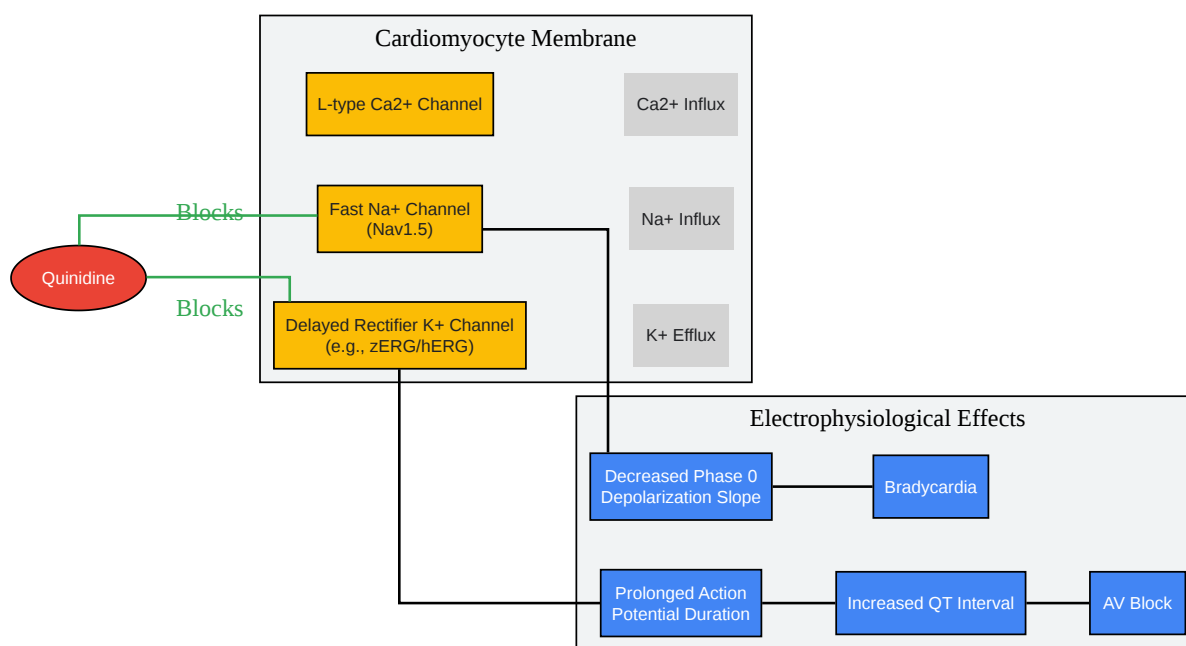 Cardiomyocyte Membrane
L-type Ca2+ Channel
Ca2+ Influx
Blocks
Fast Na+ Channel
(Nav1.5)
Na+ Influx
Quinidine
Blocks
Delayed Rectifier K+ Channel
(e.g., zERG/hERG)
K+ Efflux
Electrophysiological Effects
Decreased Phase 0
Depolarization Slope
Bradycardia
Prolonged Action
Potential Duration
Increased QT Interval
AV Block